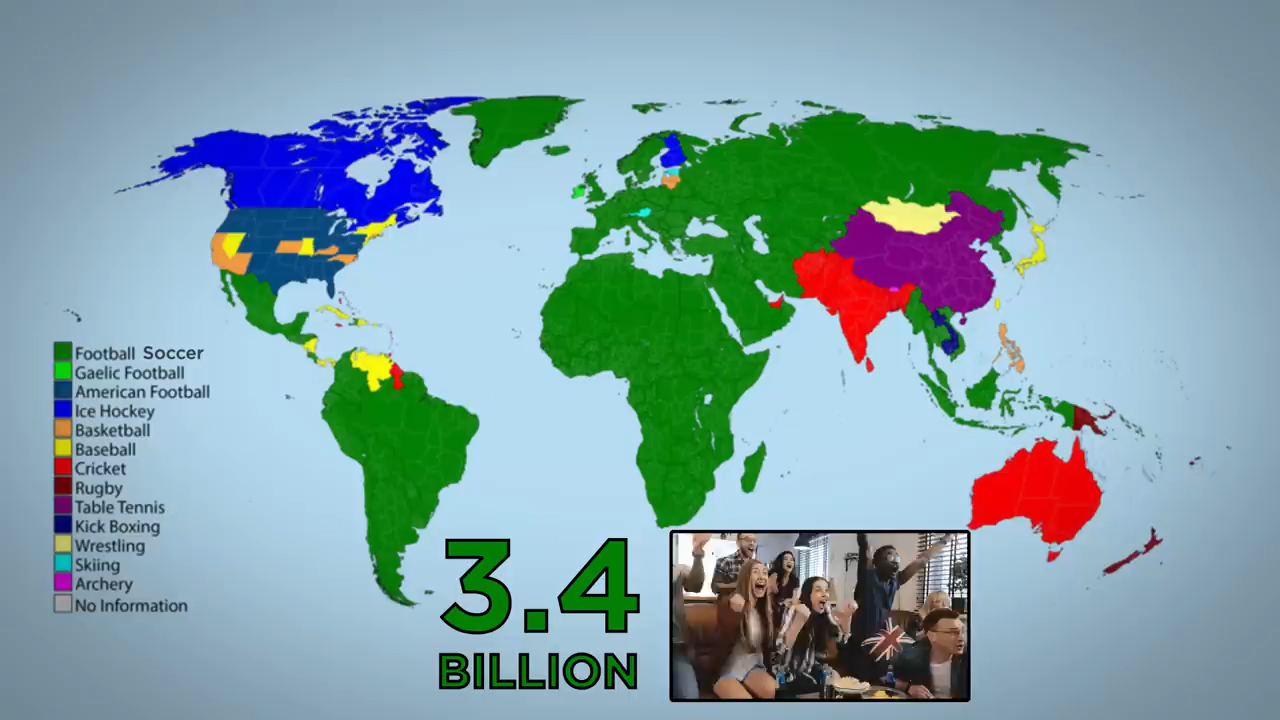 Football Soccer
Gaelic Football
American Football
Ice Hockey
Basketball
Baseball
Cricket
Rugby
Table Tennis
Kick Boxing
Wrestling
Skiing
Archery
No Information
3.4
BILLION